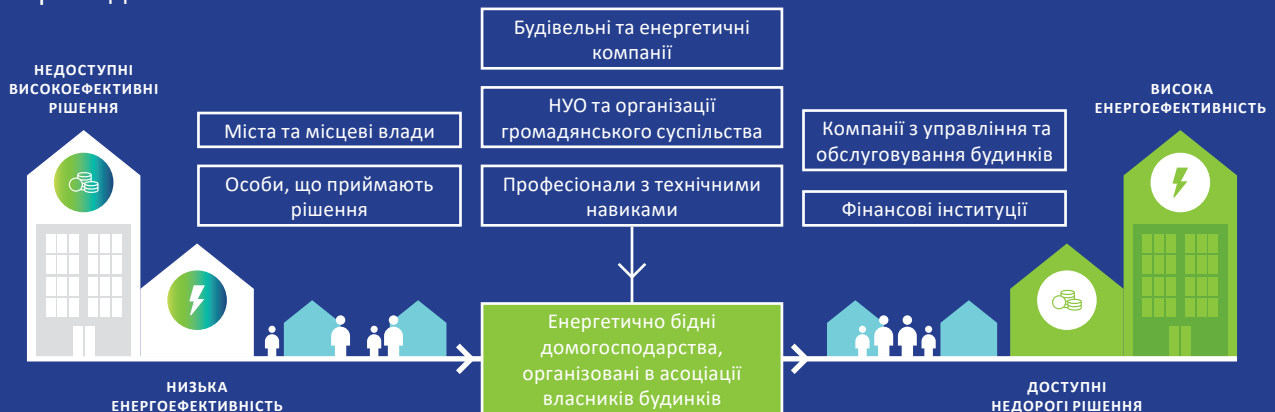 НЕДОСТУПНІ
ВИСОКОЕФЕКТИВНІ
РІШЕННЯ
Міста та місцеві влади
Особи, що приймають
рішення
Будівельні та енергетичні
компанії
НУО та організації
громадянського суспільства
Професіонали з технічними
навиками
Компанії з управління та
обслуговування будинків
Фінансові інституції
ВИСОКА
ЕНЕРГОЕФЕКТИВНІСТЬ
НИЗЬКА
ЕНЕРГОЕФЕКТИВНІСТЬ
Енергетично бідні
домогосподарства,
організовані в асоціації
власників будинків
ДОСТУПНІ
НЕДОРОГІ РІШЕННЯ